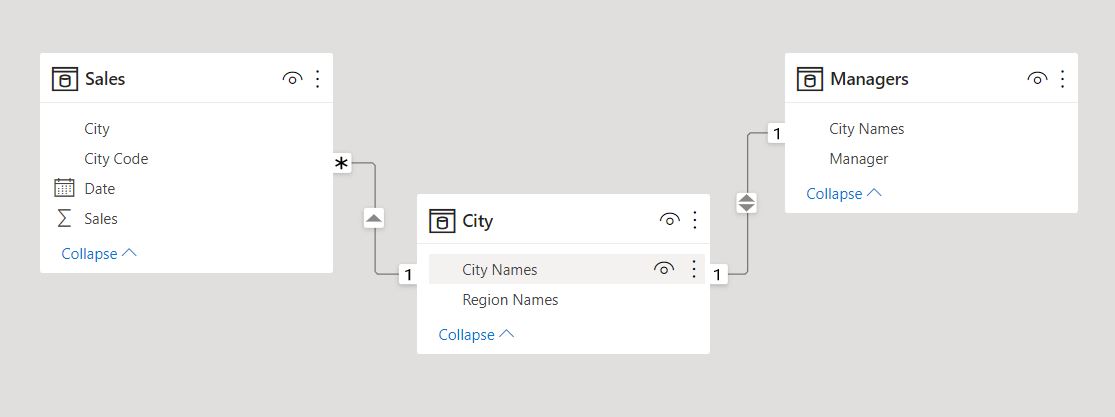 Sales
City
City Code
Date
Sales
Collapse
*
1
City
City Names
Region Names
Collapse
1
1
Managers
City Names
Manager
Collapse